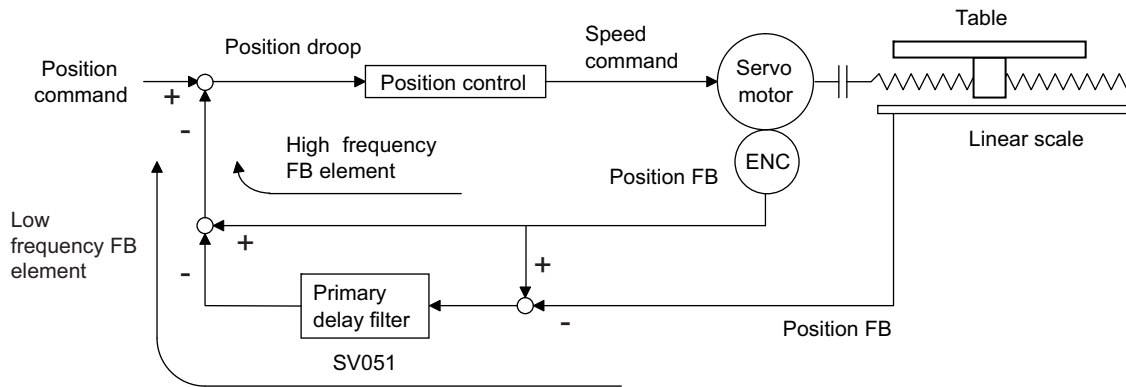 Table
Speed
command
Position droop
Position
command
Position control
Servo
motor
+
-
Linear scale
High frequency
FB element
ENC
Position FB
Low
frequency FB
element
+
+
-
Primary
delay filter
-
Position FB
SV051